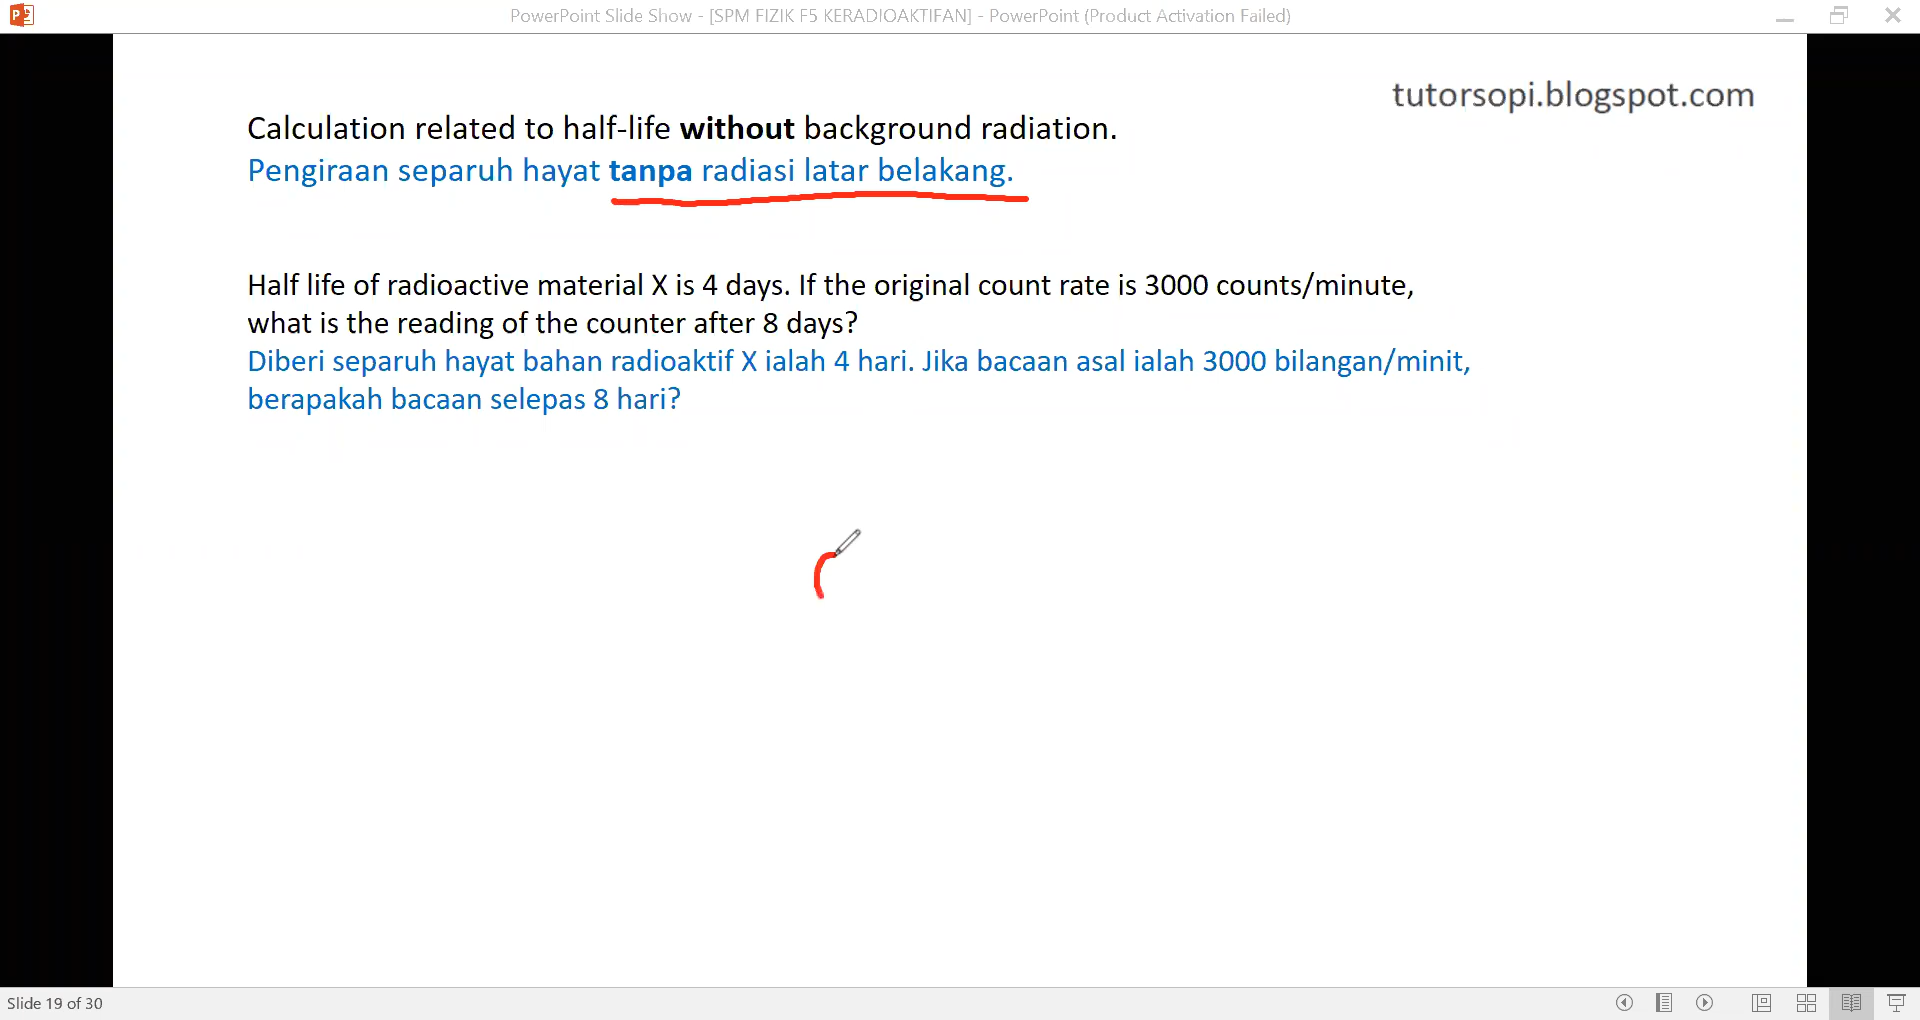 PowerPoint Slide Show - [SPM FIZIK F5 KERADIOAKTIFAN] - PowerPoint (Product Activation Failed)
tutorsopi.blogspot.com
Calculation related to half-life without background radiation.
Pengiraan separuh hayat tanpa radiasi latar belakang.
Half life of radioactive material X is 4 days. If the original count rate is 3000 counts/minute,
what is the reading of the counter after 8 days?
Diberi separuh hayat bahan radioaktif X ialah 4 hari. Jika bacaan asal ialah 3000 bilangan/minit,
berapakah bacaan selepas 8 hari?
Slide 19 of 30